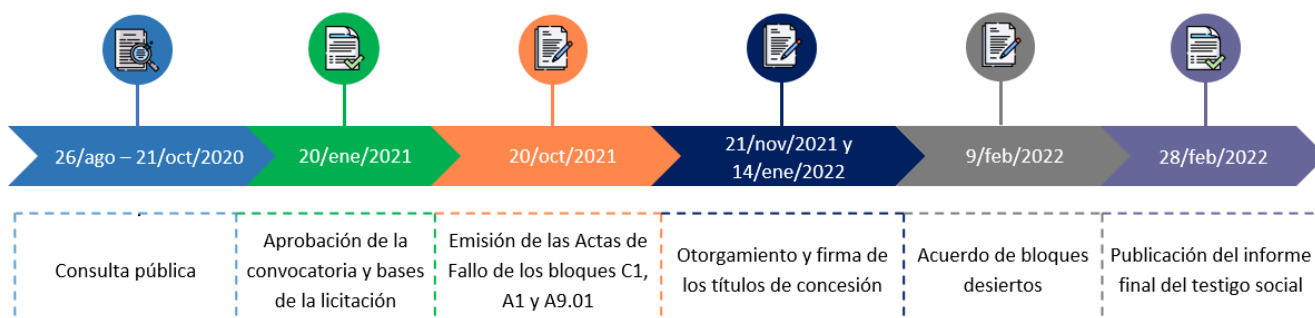 26/ago – 21/oct/2020
20/ene/2021
20/oct/2021
21/nov/2021 y
14/ene/2022
9/feb/2022
28/feb/2022
Consulta pública
Aprobación de la
convocatoria y bases
de la licitación
Emisión de las Actas de
Fallo de los bloques C1,
A1 y A9.01
Otorgamiento y firma de
los títulos de concesión
Acuerdo de bloques
desiertos
Publicación del informe
final del testigo social